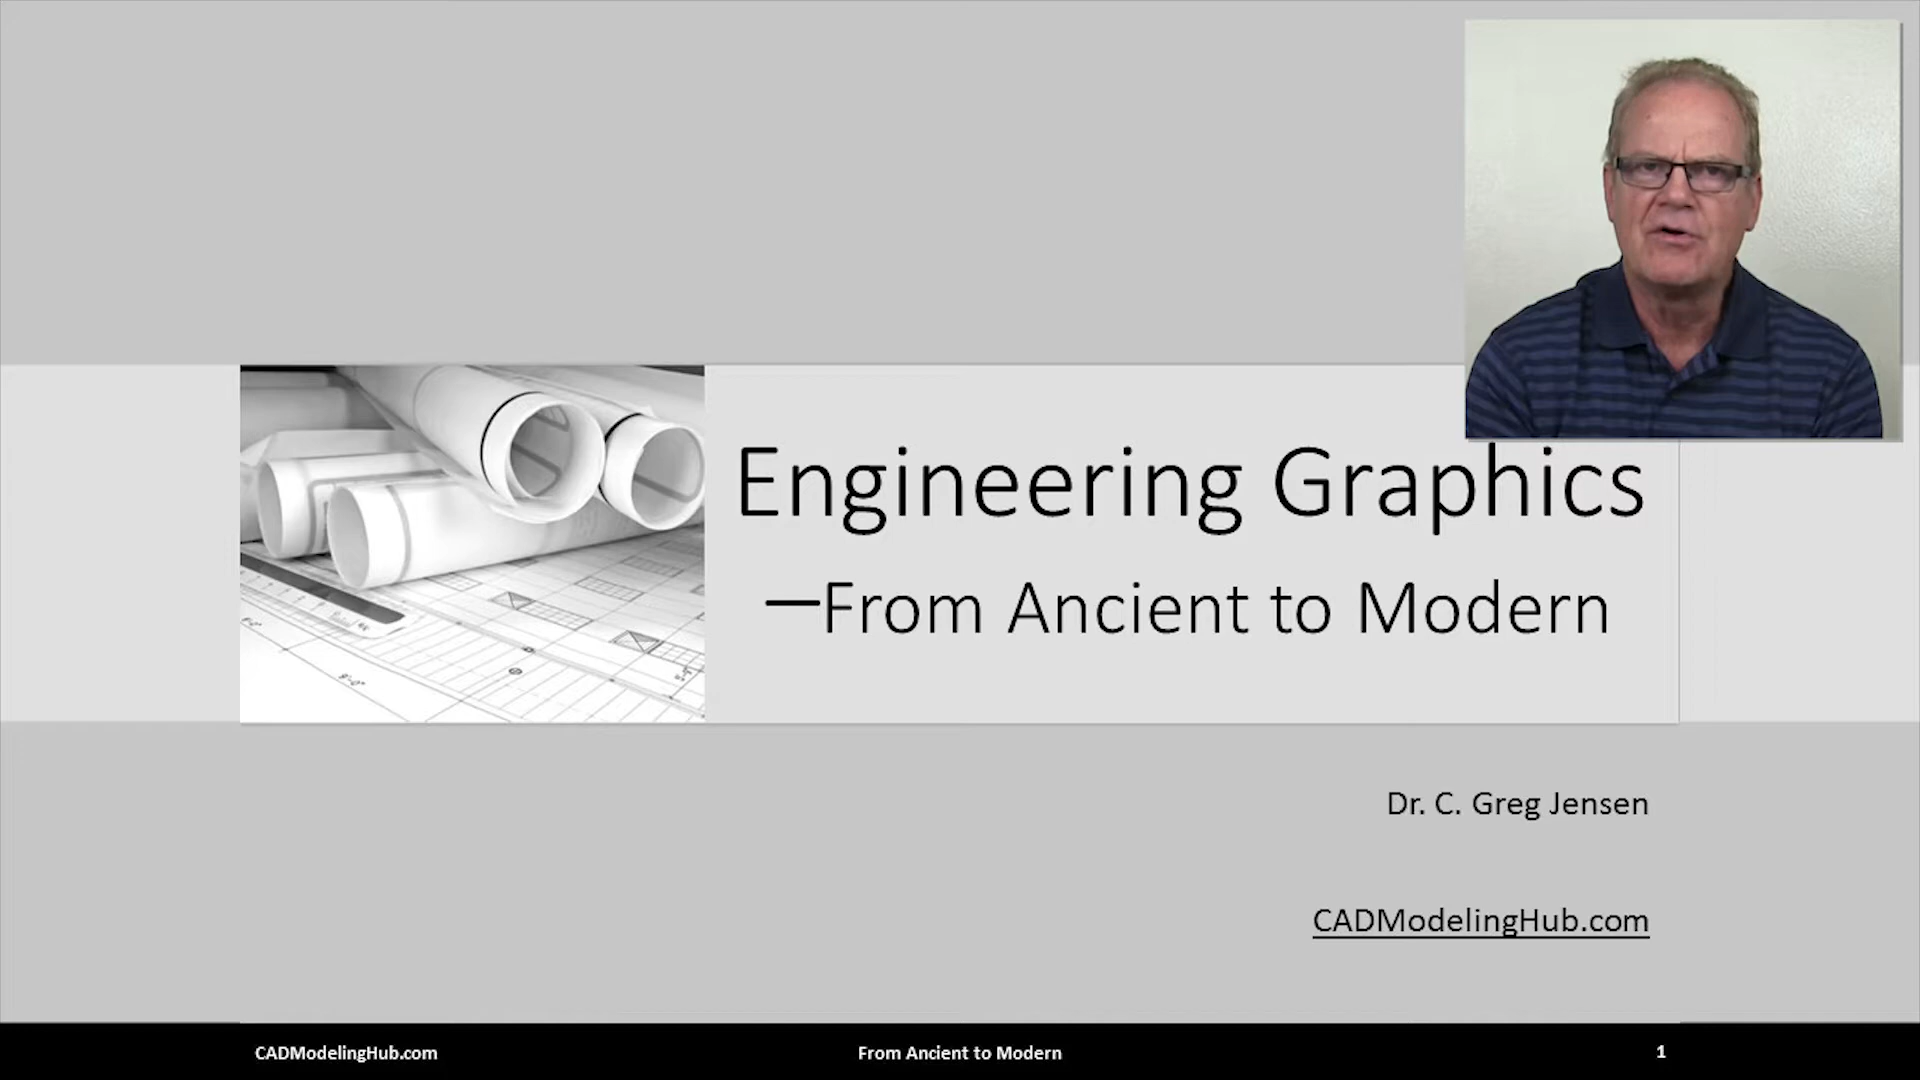 Engineering Graphics
—From Ancient to Modern
Dr. C. Greg Jensen
CADModelingHub.com
CADModelingHub.com
From Ancient to Modern
1